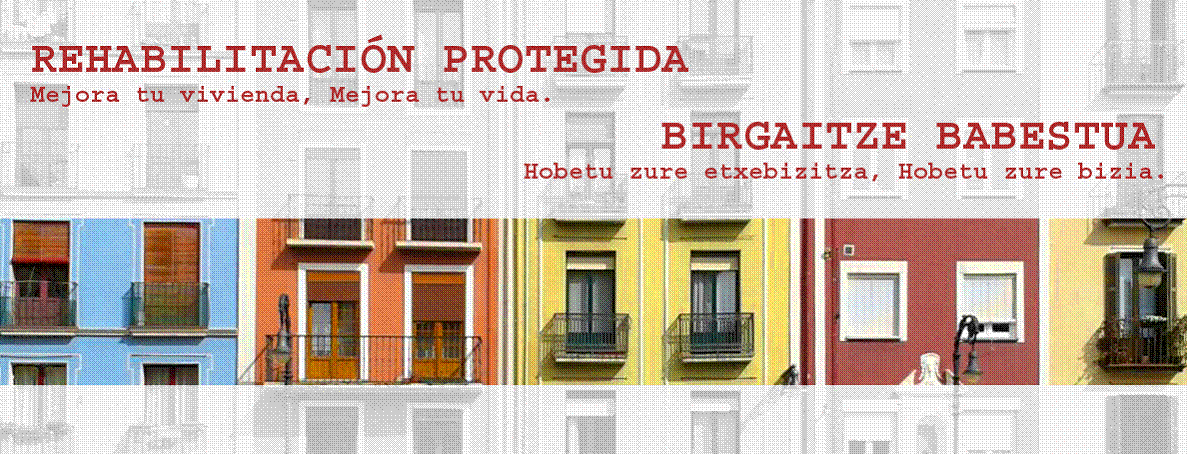 REHABILITACIÓN PROTEGIDA
Mejora tu vivienda, Mejora tu vida.
BIRGAITZE BABESTUA
Hobetu zure etxebizitza, Hobetu zure bizia.